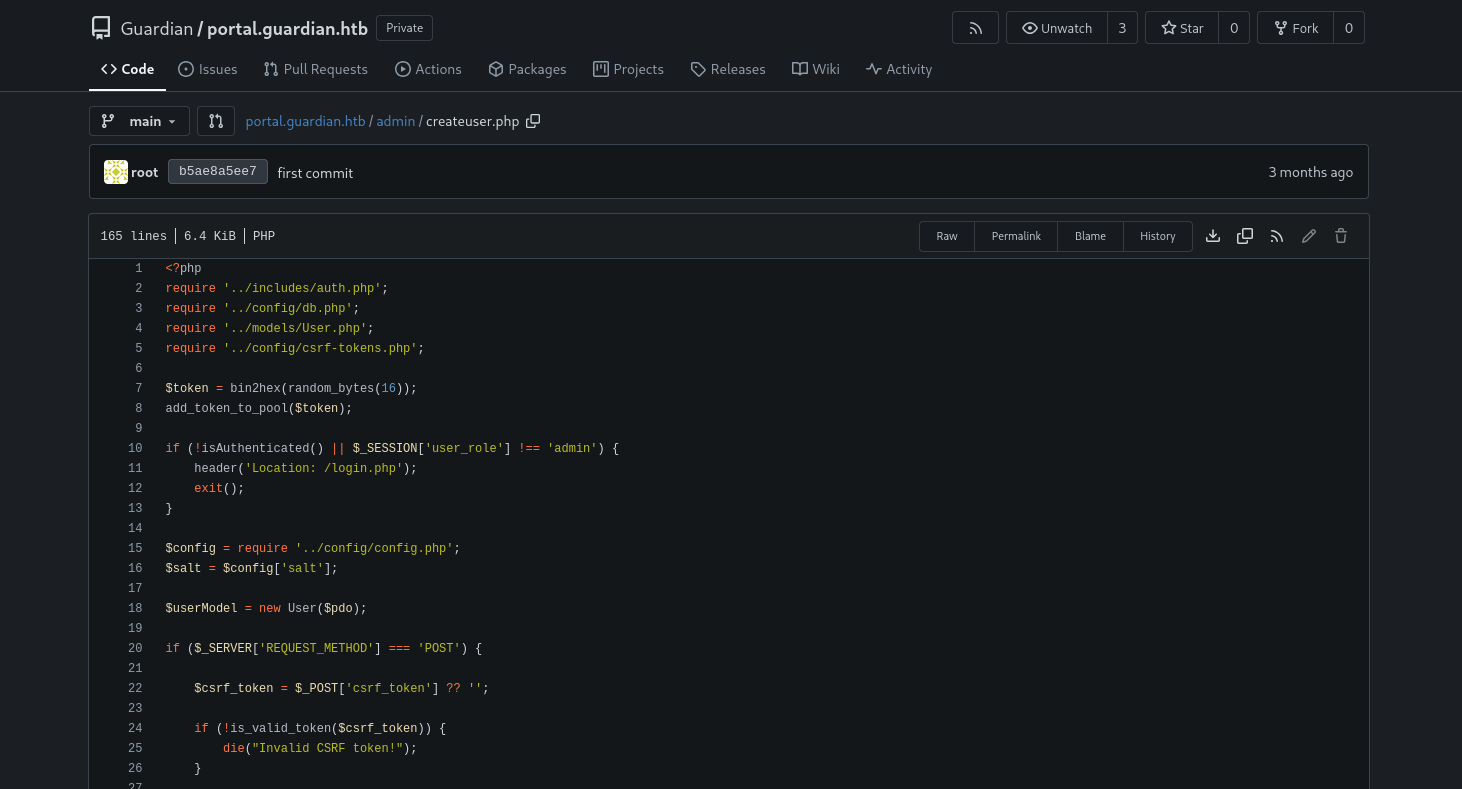 Guardian / portal.guardian.htb Private Unwatch 3 Star 0 Fork 0
Code Issues Pull Requests Actions Packages Projects Releases Wiki Activity
main portal.guardian.htb / admin / createuser.php
root b5ae8a5ee7 first commit 3 months ago
165 lines 6.4 KiB PHP Raw Permalink Blame History
1 <?php
2 require '../includes/auth.php';
3 require '../config/db.php';
4 require '../models/User.php';
5 require '../config/csrf-tokens.php';
6
7 $token = bin2hex(random_bytes(16));
8 add_token_to_pool($token);
9
10 if (!isAuthenticated() || $_SESSION['user_role'] !== 'admin') {
11     header('Location: /login.php');
12     exit();
13 }
14
15 $config = require '../config/config.php';
16 $salt = $config['salt'];
17
18 $userModel = new User($pdo);
19
20 if ($_SERVER['REQUEST_METHOD'] === 'POST') {
21
22     $csrf_token = $_POST['csrf_token'] ?? '';
23
24     if (!is_valid_token($csrf_token)) {
25         die("Invalid CSRF token!");
26     }
27